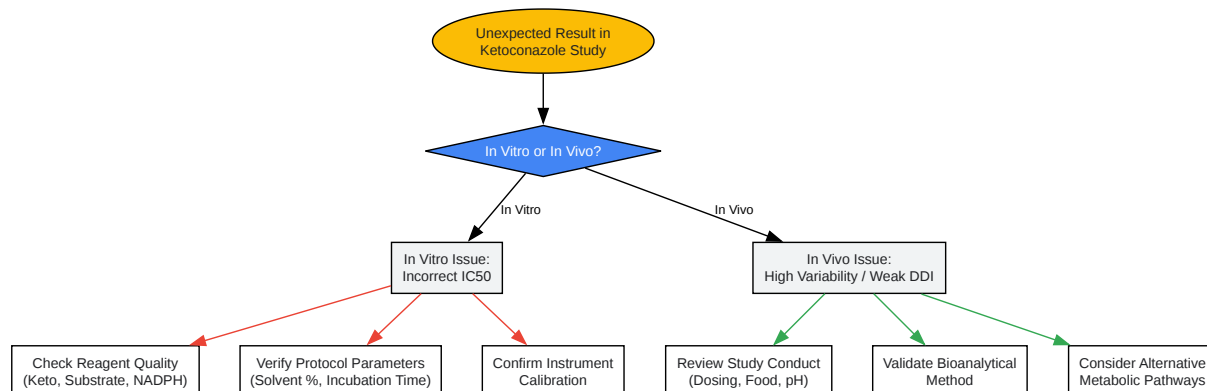 Unexpected Result in
Ketoconazole Study
In Vitro or In Vivo?
In Vitro
In Vivo
In Vitro Issue:
Incorrect IC50
In Vivo Issue:
High Variability / Weak DDI
Check Reagent Quality
(Keto, Substrate, NADPH)
Verify Protocol Parameters
(Solvent %, Incubation Time)
Confirm Instrument
Calibration
Review Study Conduct
(Dosing, Food, pH)
Validate Bioanalytical
Method
Consider Alternative
Metabolic Pathways